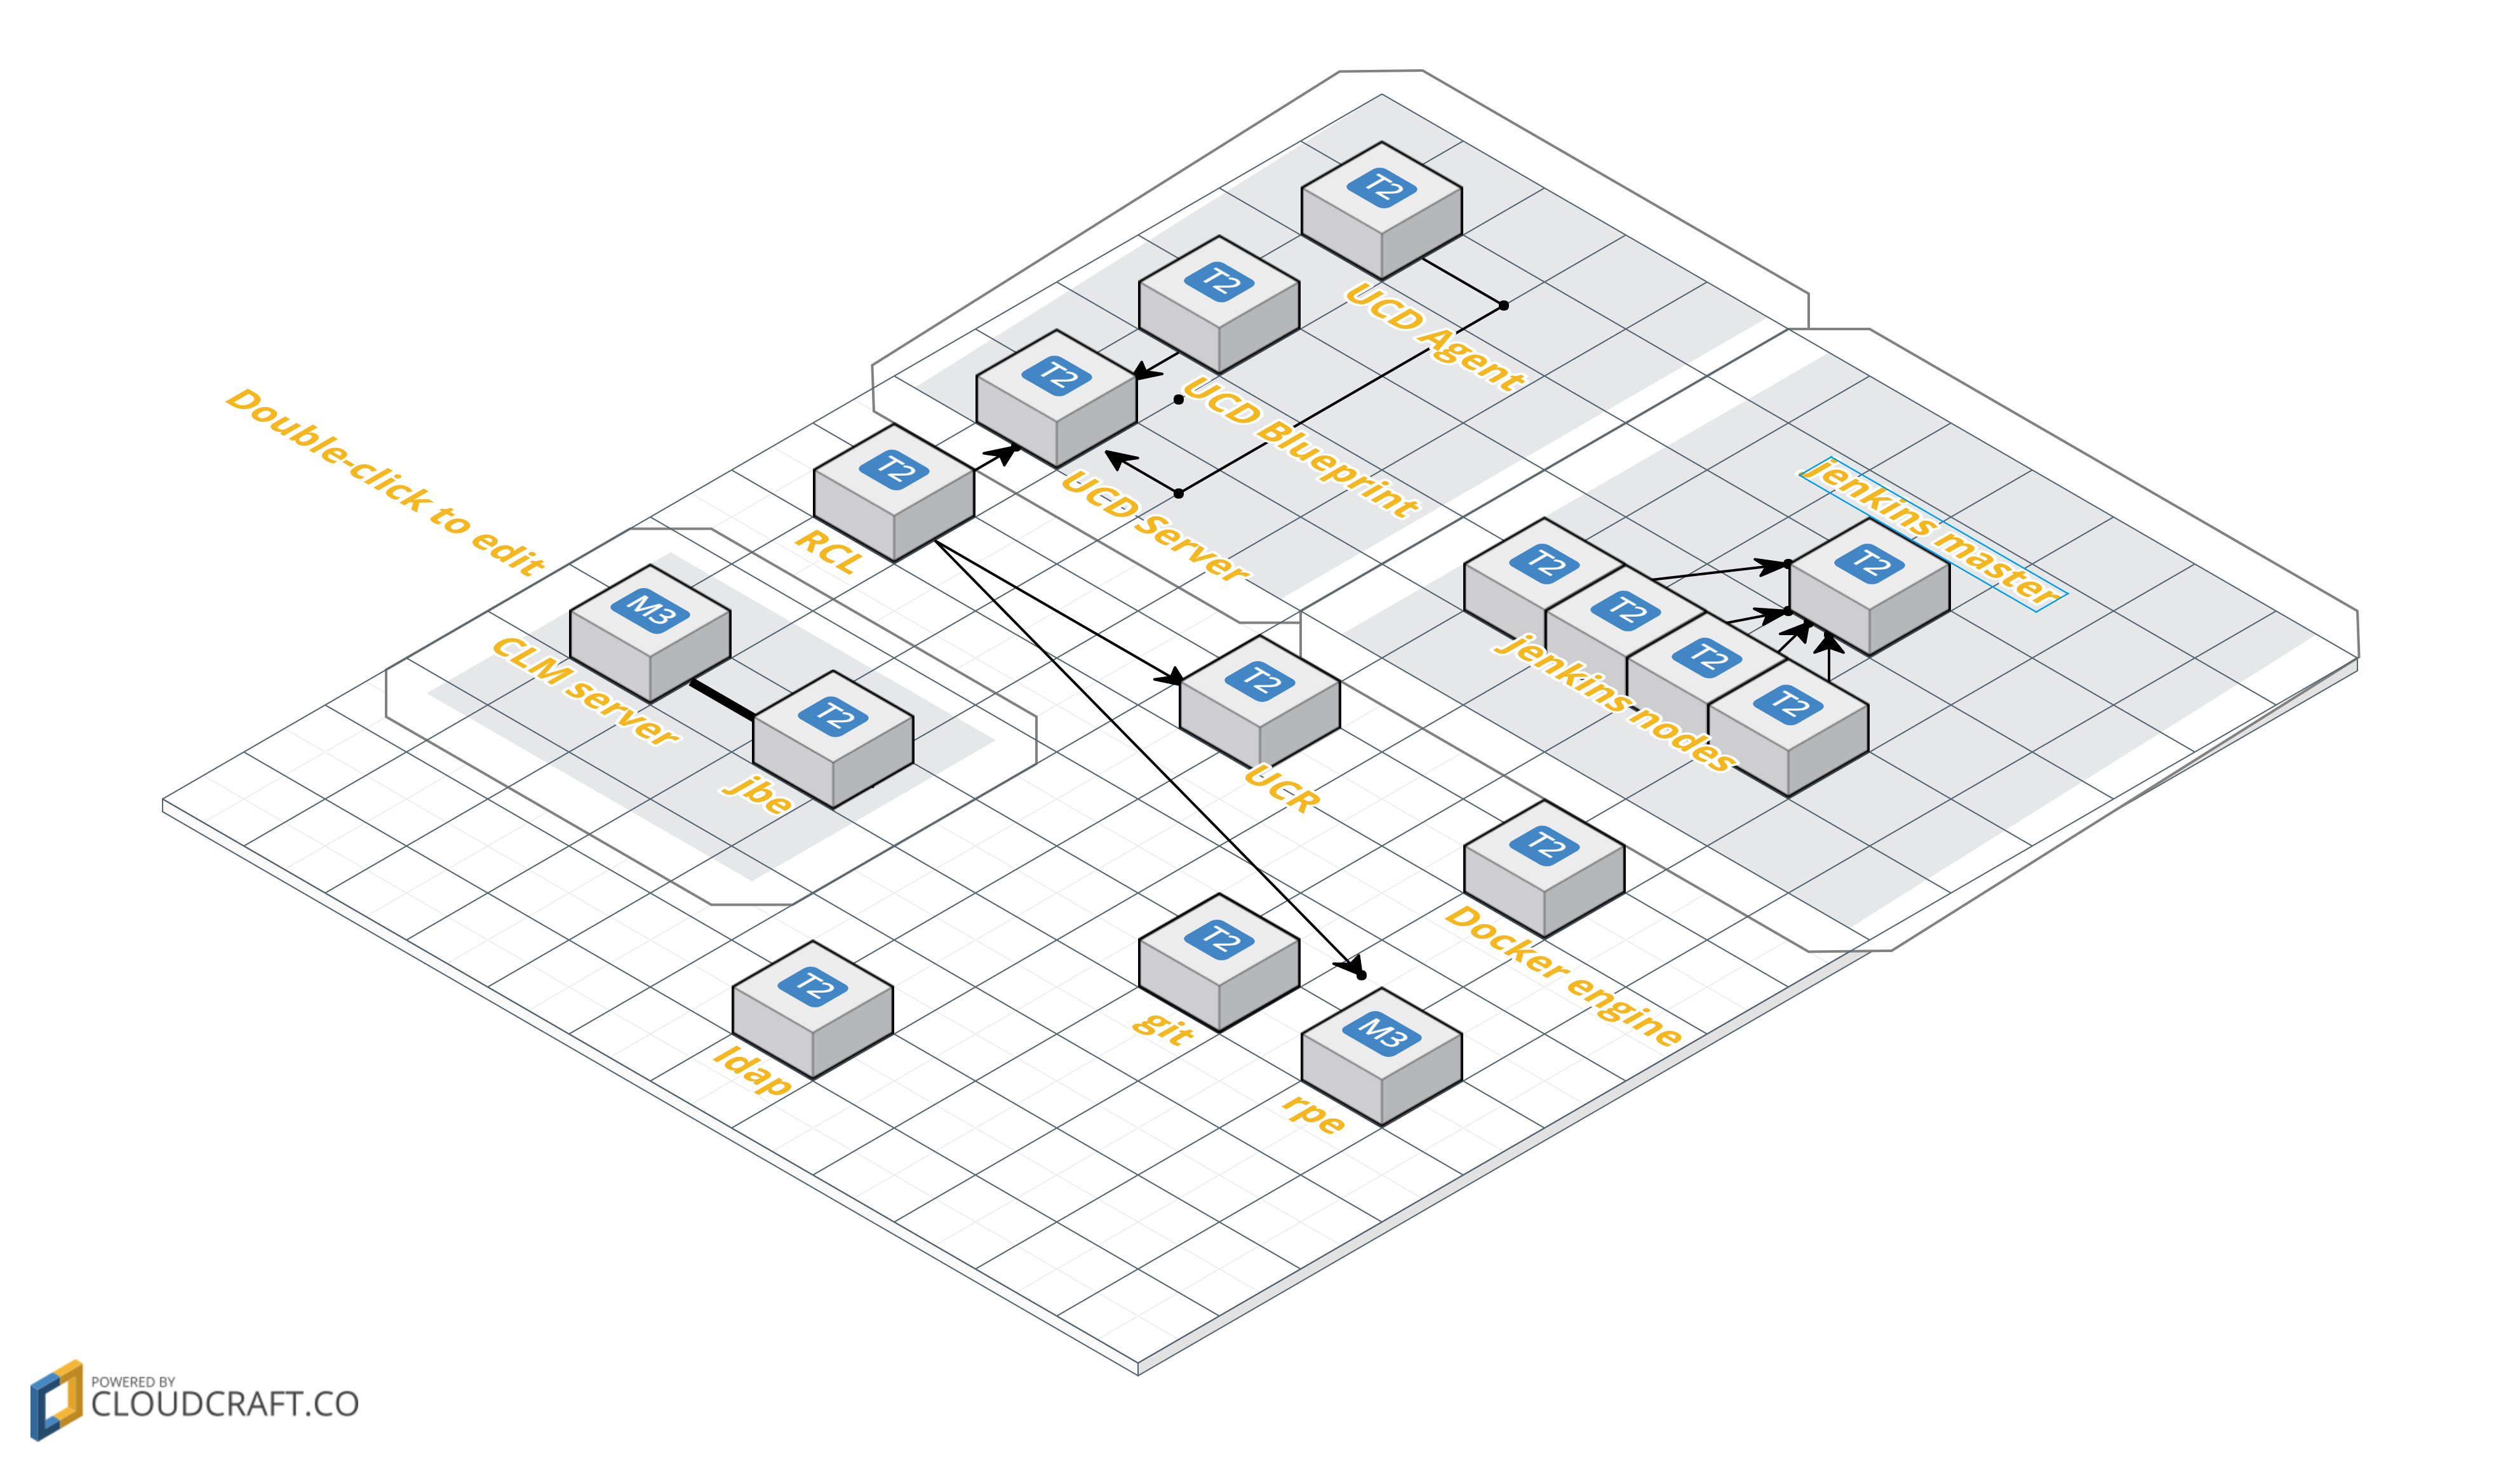 T2
UCD Agent
T2
UCD Blueprint
T2
UCD Server
T2
RCL
Double-click to edit
M3
CLM server
T2
jbe
T2
UCR
T2
T2
T2
T2
jenkins nodes
T2
jenkins master
T2
Docker engine
T2
git
M3
rpe
T2
ldap
POWERED BY
CLOUDCRAFT.CO